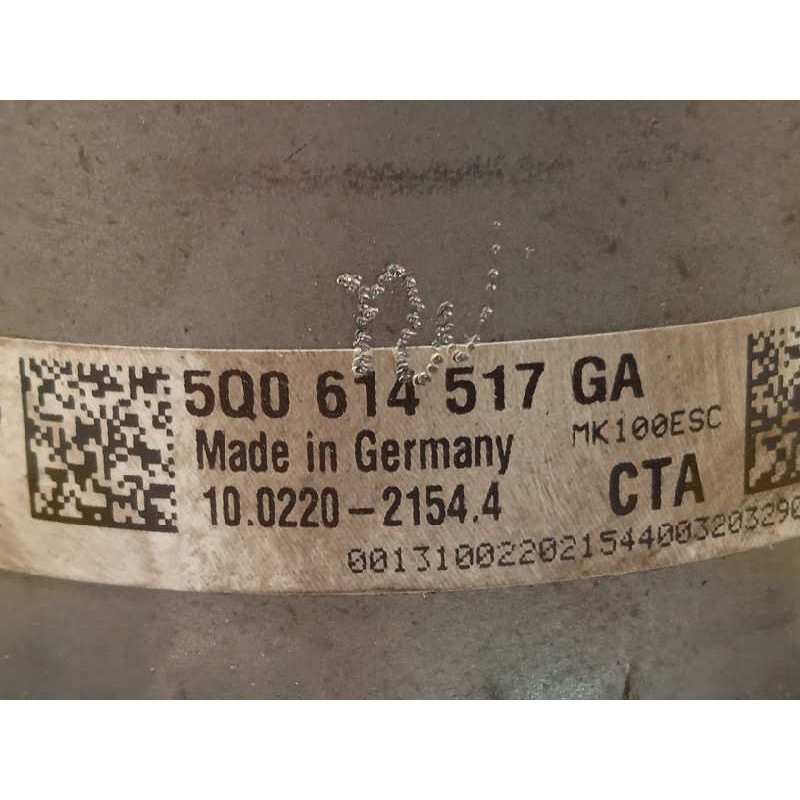 5Q0 614 517 GA
MK100ESC
Made in Germany
10.0220-2154.4
CTA
00131002202154400320329